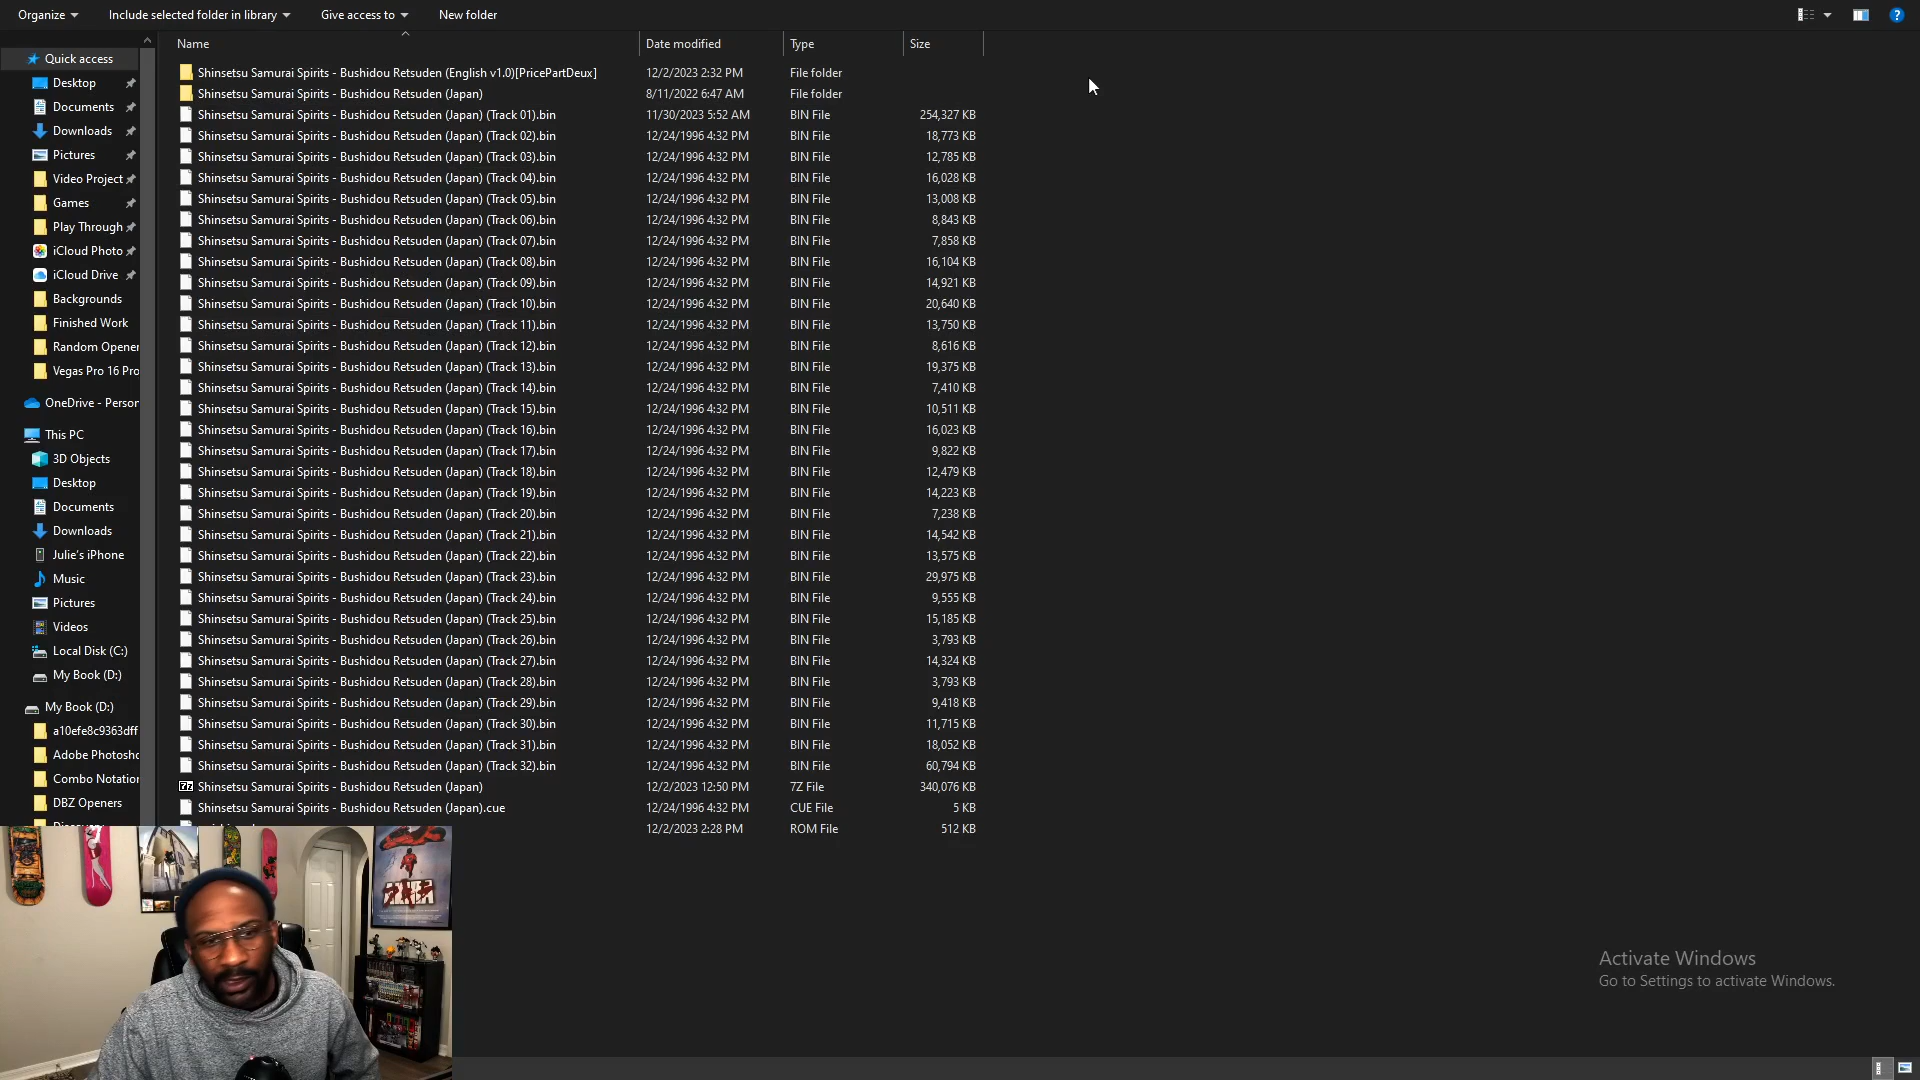 Organize Include selected folder in library Give access to New folder
Name Date modified Type Size
Quick access
Desktop
Documents
Downloads
Pictures
Video Project
Games
Play Through
iCloud Photo
iCloud Drive
Backgrounds
Finished Work
Random Opener
Vegas Pro 16 Pro
OneDrive - Person
This PC
3D Objects
Desktop
Documents
Downloads
Julie's iPhone
Music
Pictures
Videos
Local Disk (C:)
My Book (D:)
My Book (D:)
a10efe8c9363dff
Adobe Photosho
Combo Notation
DBZ Openers
Shinsetsu Samurai Spirits - Bushidou Retsuden (English v1.0)[PricePartDeux] 12/2/2023 2:32 PM File folder
Shinsetsu Samurai Spirits - Bushidou Retsuden (Japan) 8/11/2022 6:47 AM File folder
Shinsetsu Samurai Spirits - Bushidou Retsuden (Japan) (Track 01).bin 11/30/2023 5:52 AM BIN File 254,327 KB
Shinsetsu Samurai Spirits - Bushidou Retsuden (Japan) (Track 02).bin 12/24/1996 4:32 PM BIN File 18,773 KB
Shinsetsu Samurai Spirits - Bushidou Retsuden (Japan) (Track 03).bin 12/24/1996 4:32 PM BIN File 12,785 KB
Shinsetsu Samurai Spirits - Bushidou Retsuden (Japan) (Track 04).bin 12/24/1996 4:32 PM BIN File 16,028 KB
Shinsetsu Samurai Spirits - Bushidou Retsuden (Japan) (Track 05).bin 12/24/1996 4:32 PM BIN File 13,008 KB
Shinsetsu Samurai Spirits - Bushidou Retsuden (Japan) (Track 06).bin 12/24/1996 4:32 PM BIN File 8,843 KB
Shinsetsu Samurai Spirits - Bushidou Retsuden (Japan) (Track 07).bin 12/24/1996 4:32 PM BIN File 7,858 KB
Shinsetsu Samurai Spirits - Bushidou Retsuden (Japan) (Track 08).bin 12/24/1996 4:32 PM BIN File 16,104 KB
Shinsetsu Samurai Spirits - Bushidou Retsuden (Japan) (Track 09).bin 12/24/1996 4:32 PM BIN File 14,921 KB
Shinsetsu Samurai Spirits - Bushidou Retsuden (Japan) (Track 10).bin 12/24/1996 4:32 PM BIN File 20,640 KB
Shinsetsu Samurai Spirits - Bushidou Retsuden (Japan) (Track 11).bin 12/24/1996 4:32 PM BIN File 13,750 KB
Shinsetsu Samurai Spirits - Bushidou Retsuden (Japan) (Track 12).bin 12/24/1996 4:32 PM BIN File 8,616 KB
Shinsetsu Samurai Spirits - Bushidou Retsuden (Japan) (Track 13).bin 12/24/1996 4:32 PM BIN File 19,375 KB
Shinsetsu Samurai Spirits - Bushidou Retsuden (Japan) (Track 14).bin 12/24/1996 4:32 PM BIN File 7,410 KB
Shinsetsu Samurai Spirits - Bushidou Retsuden (Japan) (Track 15).bin 12/24/1996 4:32 PM BIN File 10,511 KB
Shinsetsu Samurai Spirits - Bushidou Retsuden (Japan) (Track 16).bin 12/24/1996 4:32 PM BIN File 16,023 KB
Shinsetsu Samurai Spirits - Bushidou Retsuden (Japan) (Track 17).bin 12/24/1996 4:32 PM BIN File 9,822 KB
Shinsetsu Samurai Spirits - Bushidou Retsuden (Japan) (Track 18).bin 12/24/1996 4:32 PM BIN File 12,479 KB
Shinsetsu Samurai Spirits - Bushidou Retsuden (Japan) (Track 19).bin 12/24/1996 4:32 PM BIN File 14,223 KB
Shinsetsu Samurai Spirits - Bushidou Retsuden (Japan) (Track 20).bin 12/24/1996 4:32 PM BIN File 7,238 KB
Shinsetsu Samurai Spirits - Bushidou Retsuden (Japan) (Track 21).bin 12/24/1996 4:32 PM BIN File 14,542 KB
Shinsetsu Samurai Spirits - Bushidou Retsuden (Japan) (Track 22).bin 12/24/1996 4:32 PM BIN File 13,575 KB
Shinsetsu Samurai Spirits - Bushidou Retsuden (Japan) (Track 23).bin 12/24/1996 4:32 PM BIN File 29,975 KB
Shinsetsu Samurai Spirits - Bushidou Retsuden (Japan) (Track 24).bin 12/24/1996 4:32 PM BIN File 9,555 KB
Shinsetsu Samurai Spirits - Bushidou Retsuden (Japan) (Track 25).bin 12/24/1996 4:32 PM BIN File 15,185 KB
Shinsetsu Samurai Spirits - Bushidou Retsuden (Japan) (Track 26).bin 12/24/1996 4:32 PM BIN File 3,793 KB
Shinsetsu Samurai Spirits - Bushidou Retsuden (Japan) (Track 27).bin 12/24/1996 4:32 PM BIN File 14,324 KB
Shinsetsu Samurai Spirits - Bushidou Retsuden (Japan) (Track 28).bin 12/24/1996 4:32 PM BIN File 3,793 KB
Shinsetsu Samurai Spirits - Bushidou Retsuden (Japan) (Track 29).bin 12/24/1996 4:32 PM BIN File 9,418 KB
Shinsetsu Samurai Spirits - Bushidou Retsuden (Japan) (Track 30).bin 12/24/1996 4:32 PM BIN File 11,715 KB
Shinsetsu Samurai Spirits - Bushidou Retsuden (Japan) (Track 31).bin 12/24/1996 4:32 PM BIN File 18,052 KB
Shinsetsu Samurai Spirits - Bushidou Retsuden (Japan) (Track 32).bin 12/24/1996 4:32 PM BIN File 60,794 KB
Shinsetsu Samurai Spirits - Bushidou Retsuden (Japan) 12/2/2023 12:50 PM 7Z File 340,076 KB
Shinsetsu Samurai Spirits - Bushidou Retsuden (Japan).cue 12/24/1996 4:32 PM CUE File 5 KB
12/2/2023 2:28 PM ROM File 512 KB
AKIRA
Activate Windows
Go to Settings to activate Windows.